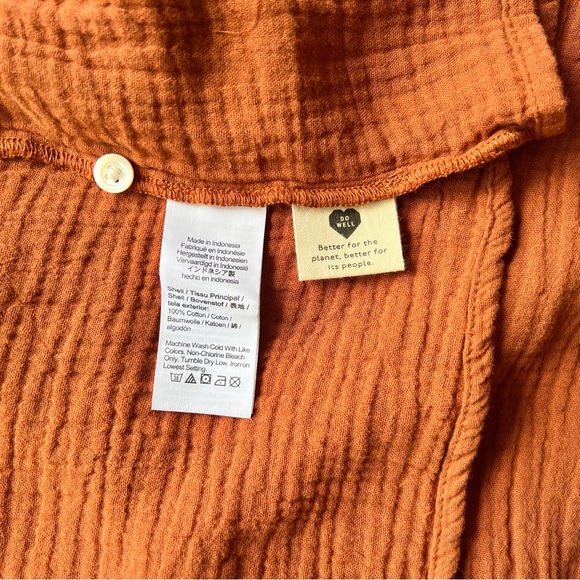 Made in Indonesia
Fabriqué en Indonésie
Hergestellt in Indonesien
Vervaardigd in Indonesië
インドネシア製
hecho en indonesia
Shell / Tissu Principal /
Shell / Bovenstof / 表地 /
tela exterior:
100% Cotton / Coton /
Baumwolle / Katoen / 綿 /
algodón
Machine Wash Cold With Like
Colors. Non-Chlorine Bleach
Only. Tumble Dry Low. Iron on
Lowest Setting.
DO
WELL
Better for the
planet, better for
its people.